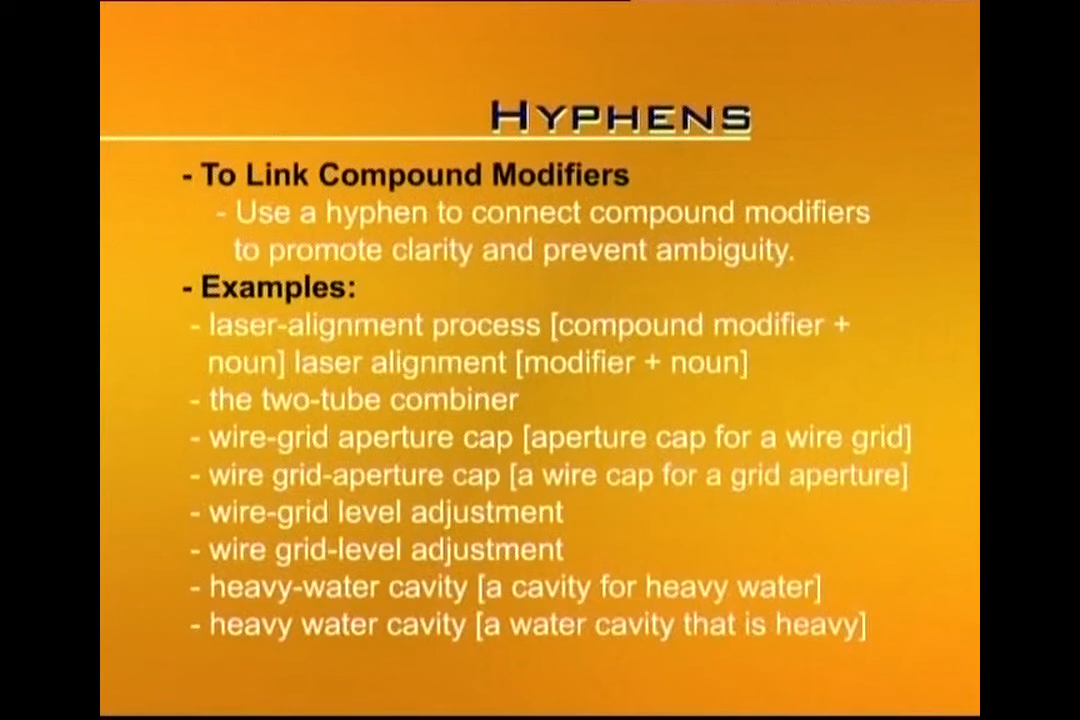 HYPHENS
- To Link Compound Modifiers
- Use a hyphen to connect compound modifiers
to promote clarity and prevent ambiguity.
- Examples:
- laser-alignment process [compound modifier +
noun] laser alignment [modifier + noun]
- the two-tube combiner
- wire-grid aperture cap [aperture cap for a wire grid]
- wire grid-aperture cap [a wire cap for a grid aperture]
- wire-grid level adjustment
- wire grid-level adjustment
- heavy-water cavity [a cavity for heavy water]
- heavy water cavity [a water cavity that is heavy]